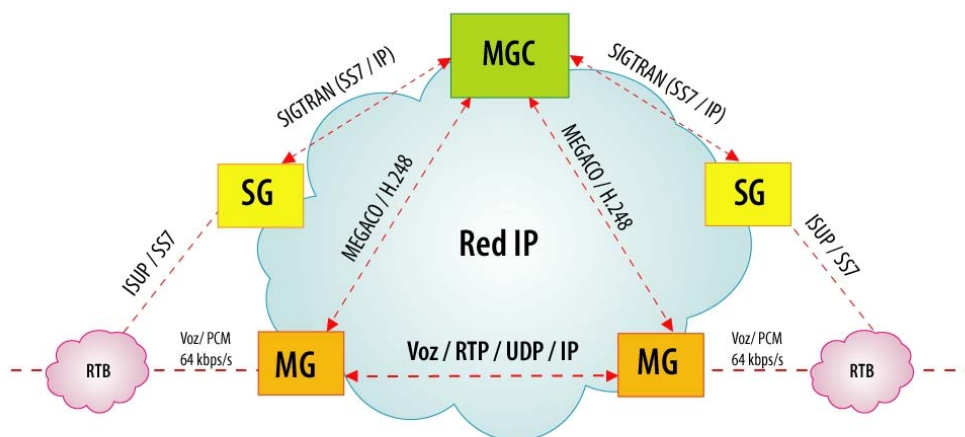 MGC
SIGTRAN (SS7 / IP)
SIGTRAN (SS7 / IP)
SG
SG
MEGACO / H.248
MEGACO / H.248
ISUP / SS7
Red IP
ISUP / SS7
RTB
Voz/ PCM
64 kbps/s
MG
Voz / RTP / UDP / IP
MG
Voz/ PCM
64 kbps/s
RTB